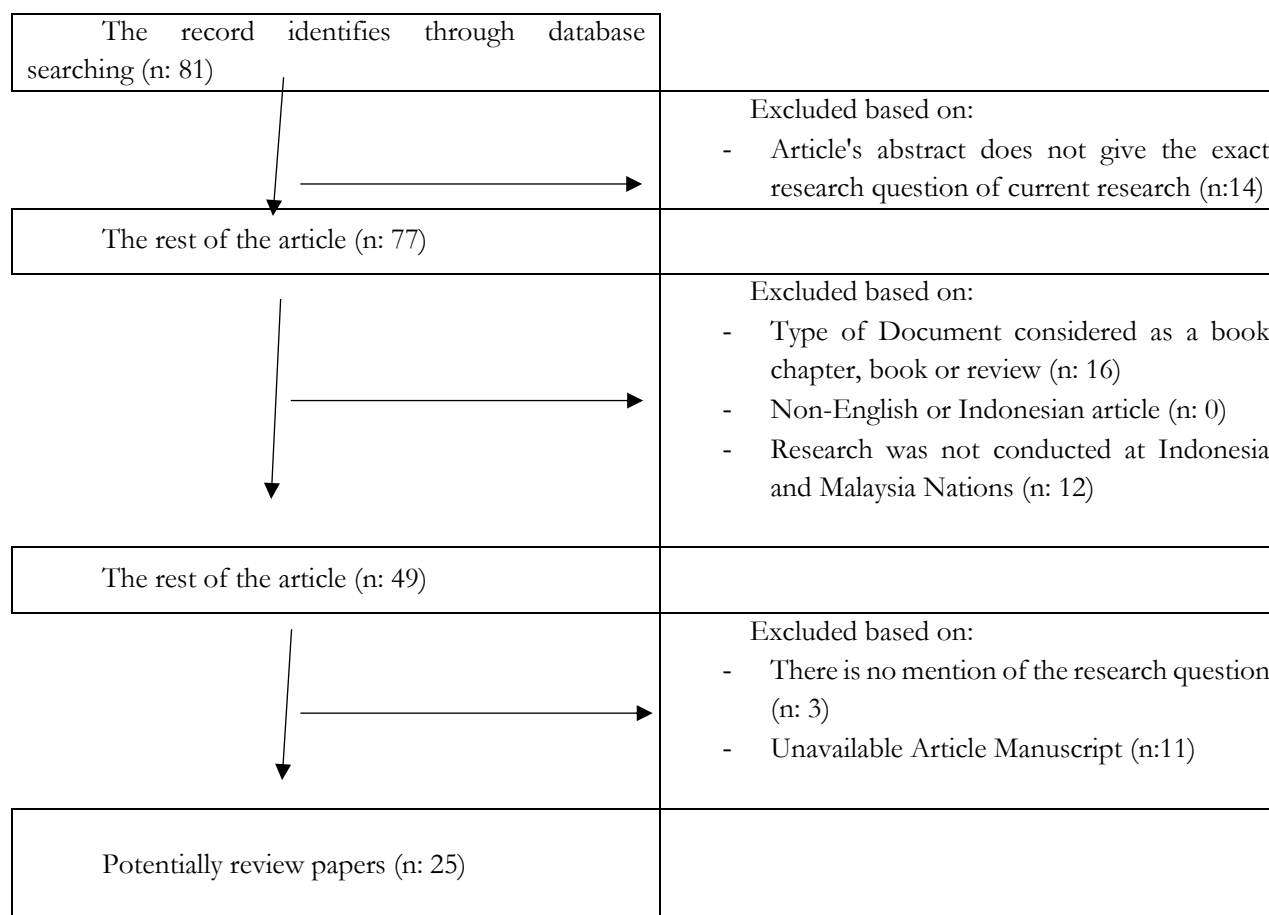 The record identifies through database
searching (n: 81)
Excluded based on:
- Article's abstract does not give the exact
research question of current research (n:14)
The rest of the article (n: 77)
Excluded based on:
- Type of Document considered as a book
chapter, book or review (n: 16)
- Non-English or Indonesian article (n: 0)
- Research was not conducted at Indonesia
and Malaysia Nations (n: 12)
The rest of the article (n: 49)
Excluded based on:
- There is no mention of the research question
(n: 3)
- Unavailable Article Manuscript (n:11)
Potentially review papers (n: 25)